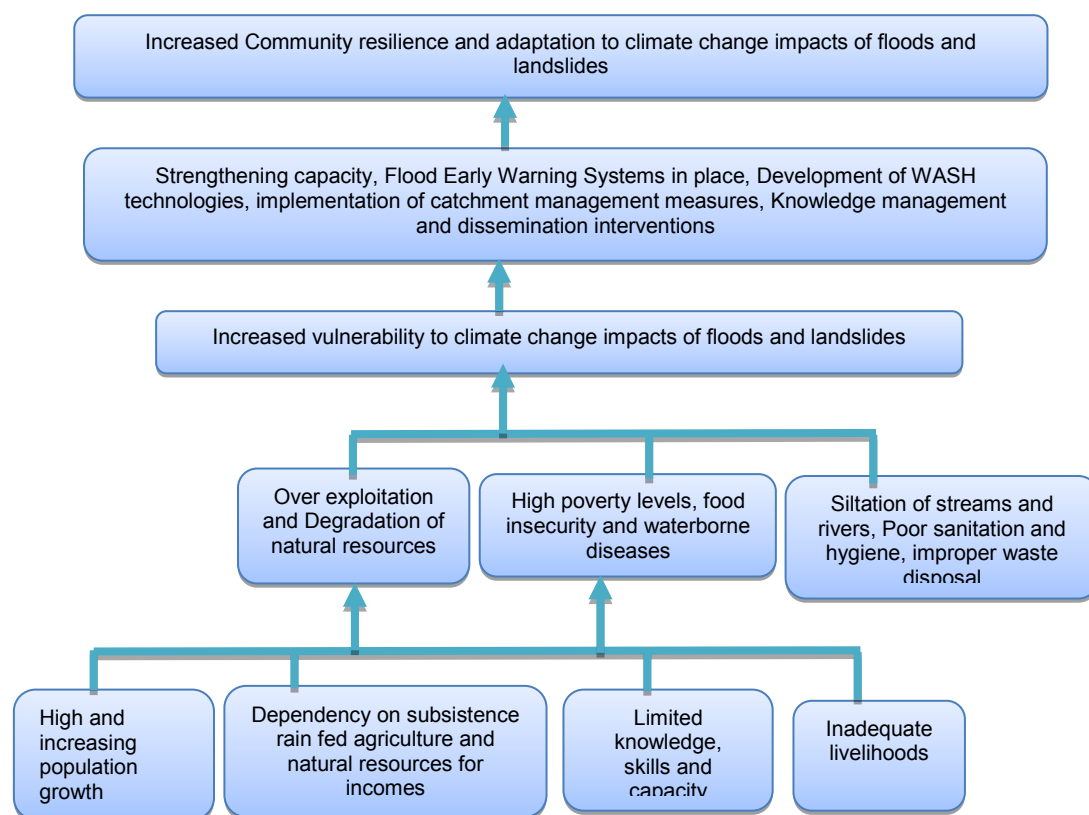 Increased Community resilience and adaptation to climate change impacts of floods and
landslides
Strengthening capacity, Flood Early Warning Systems in place, Development of WASH
technologies, implementation of catchment management measures, Knowledge management
and dissemination interventions
Increased vulnerability to climate change impacts of floods and landslides
Over exploitation
and Degradation of
natural resources
High poverty levels, food
insecurity and waterborne
diseases
Siltation of streams and
rivers, Poor sanitation and
hygiene, improper waste
disposal
High and
increasing
population
growth
Dependency on subsistence
rain fed agriculture and
natural resources for
incomes
Limited
knowledge,
skills and
capacity
Inadequate
livelihoods